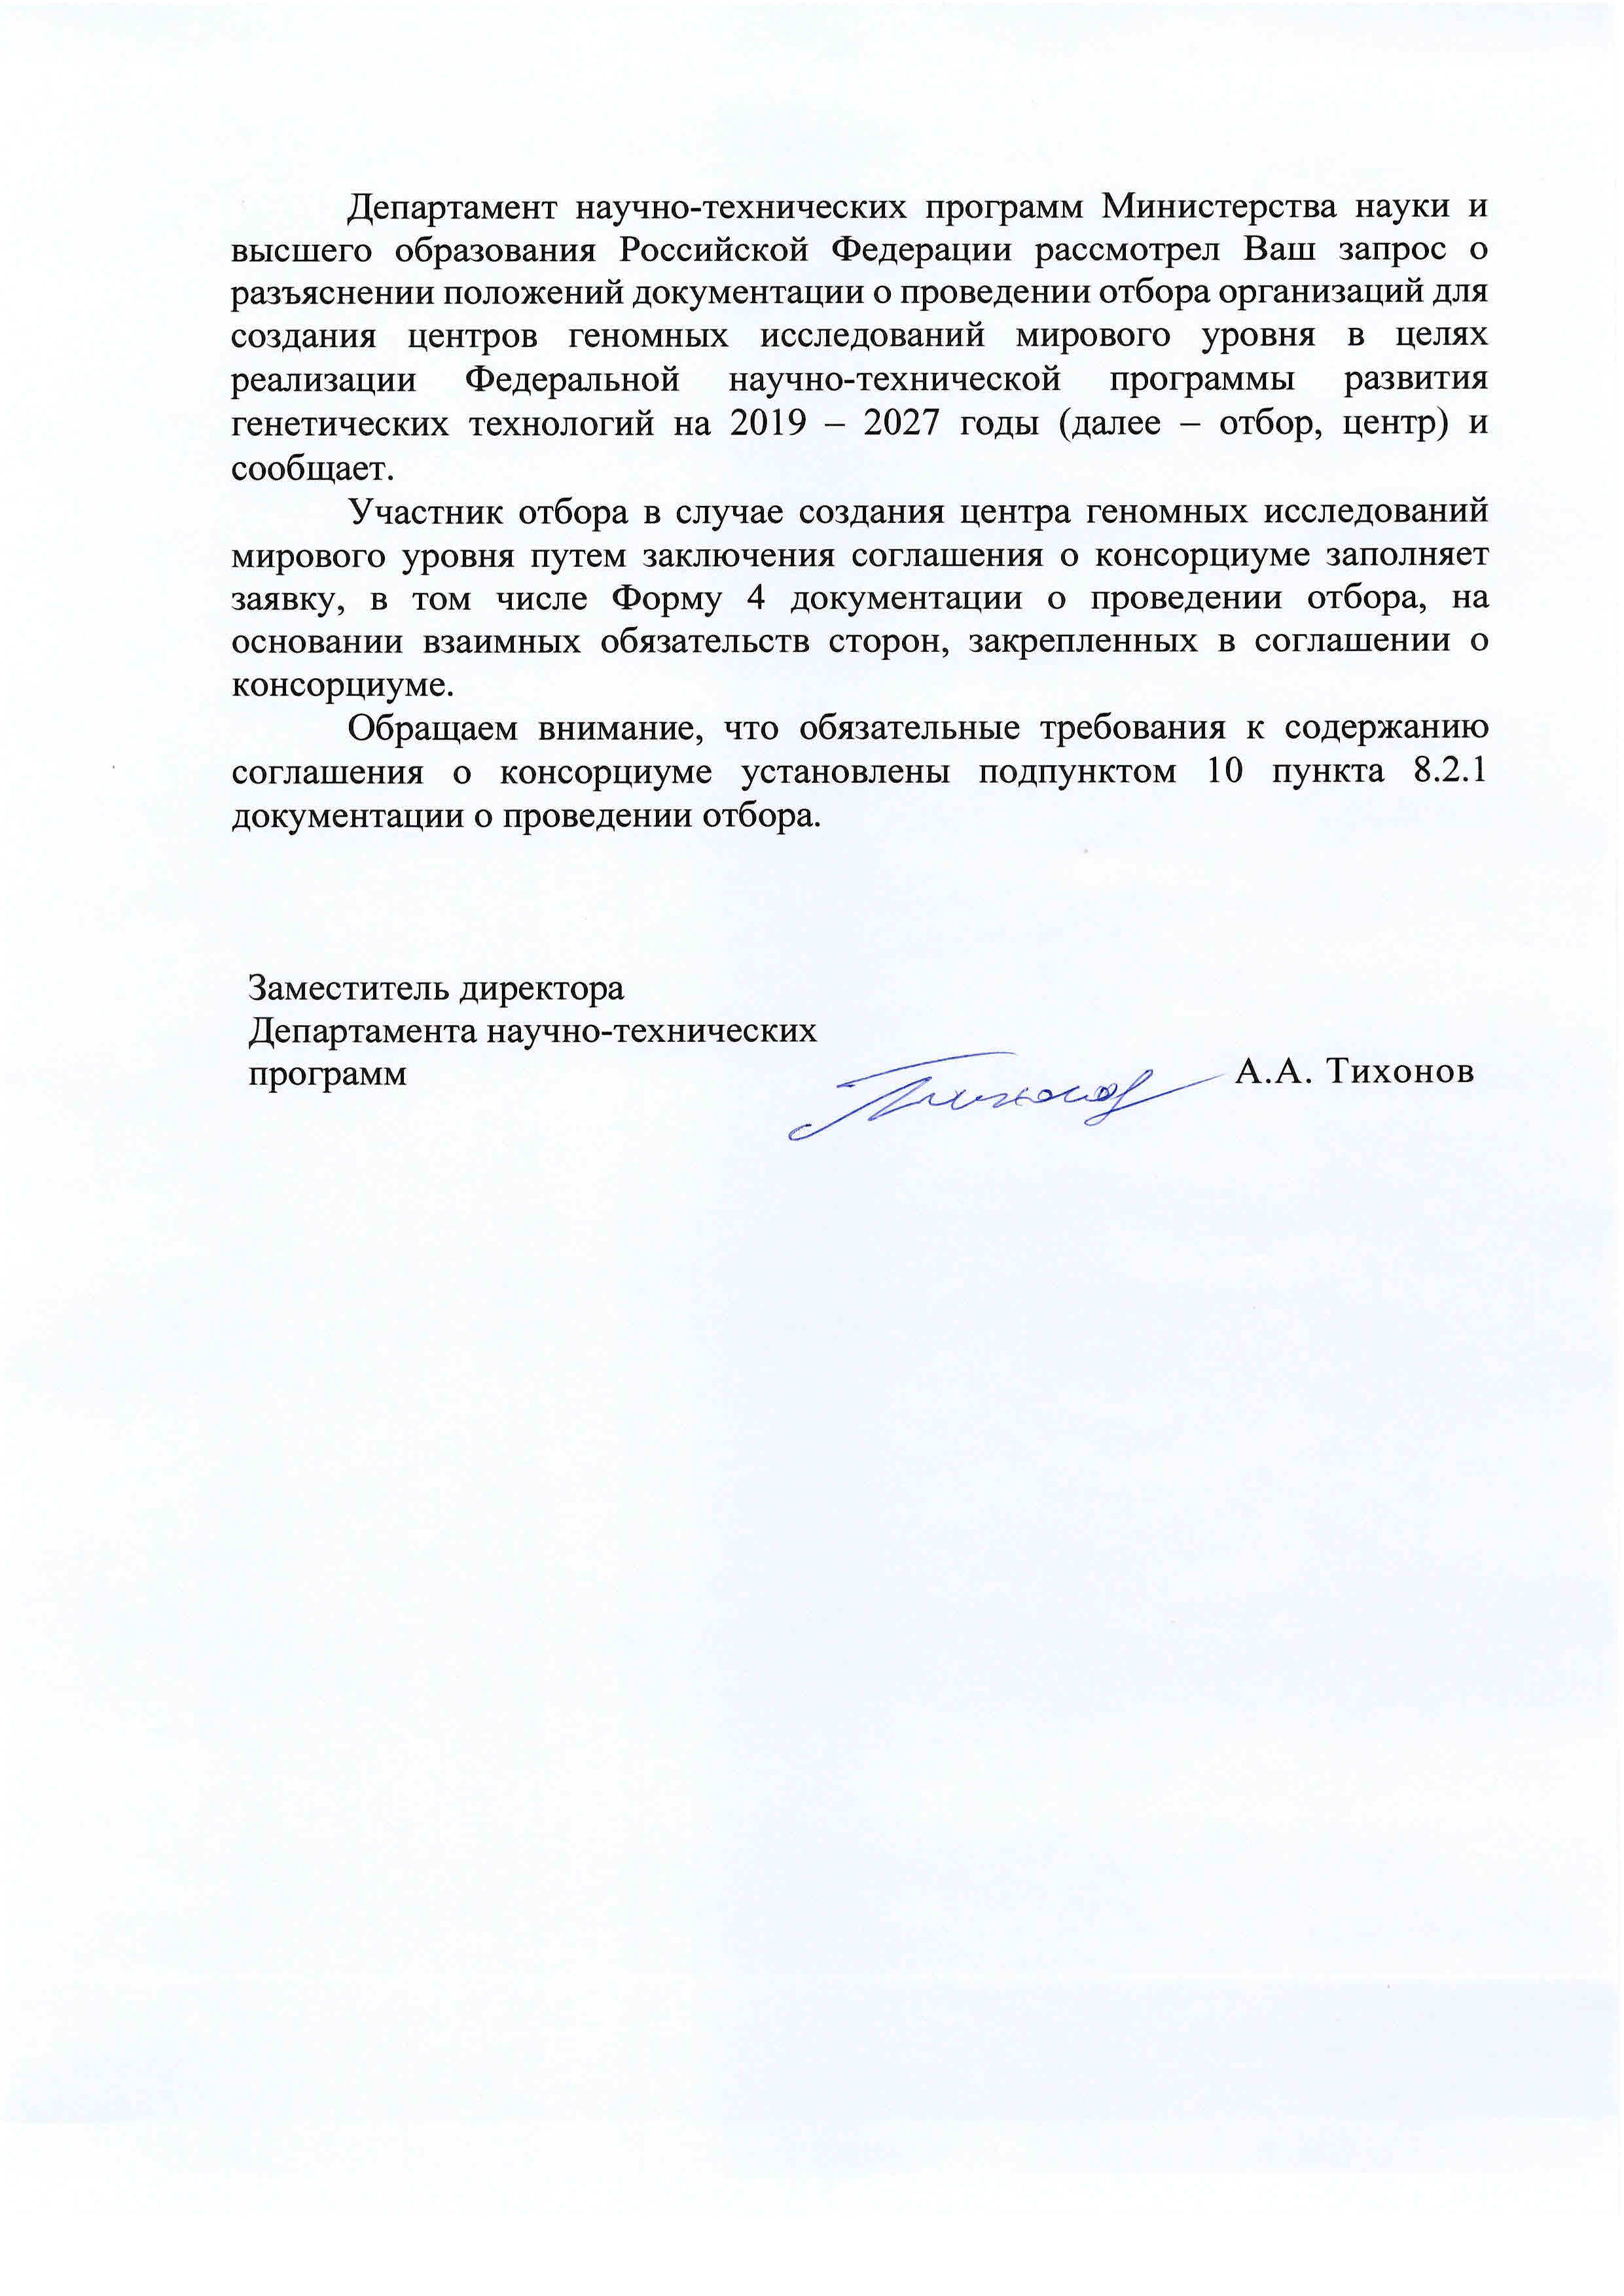 Департамент научно-технических программ Министерства науки и
высшего образования Российской Федерации рассмотрел Ваш запрос о
разъяснении положений документации о проведении отбора организаций для
создания центров геномных исследований мирового уровня в целях
реализации Федеральной научно-технической программы развития
генетических технологий на 2019 – 2027 годы (далее – отбор, центр) и
сообщает.
Участник отбора в случае создания центра геномных исследований
мирового уровня путем заключения соглашения о консорциуме заполняет
заявку, в том числе Форму 4 документации о проведении отбора, на
основании взаимных обязательств сторон, закрепленных в соглашении о
консорциуме.
Обращаем внимание, что обязательные требования к содержанию
соглашения о консорциуме установлены подпунктом 10 пункта 8.2.1
документации о проведении отбора.
Заместитель директора
Департамента научно-технических
программ
Тихонов
А.А. Тихонов